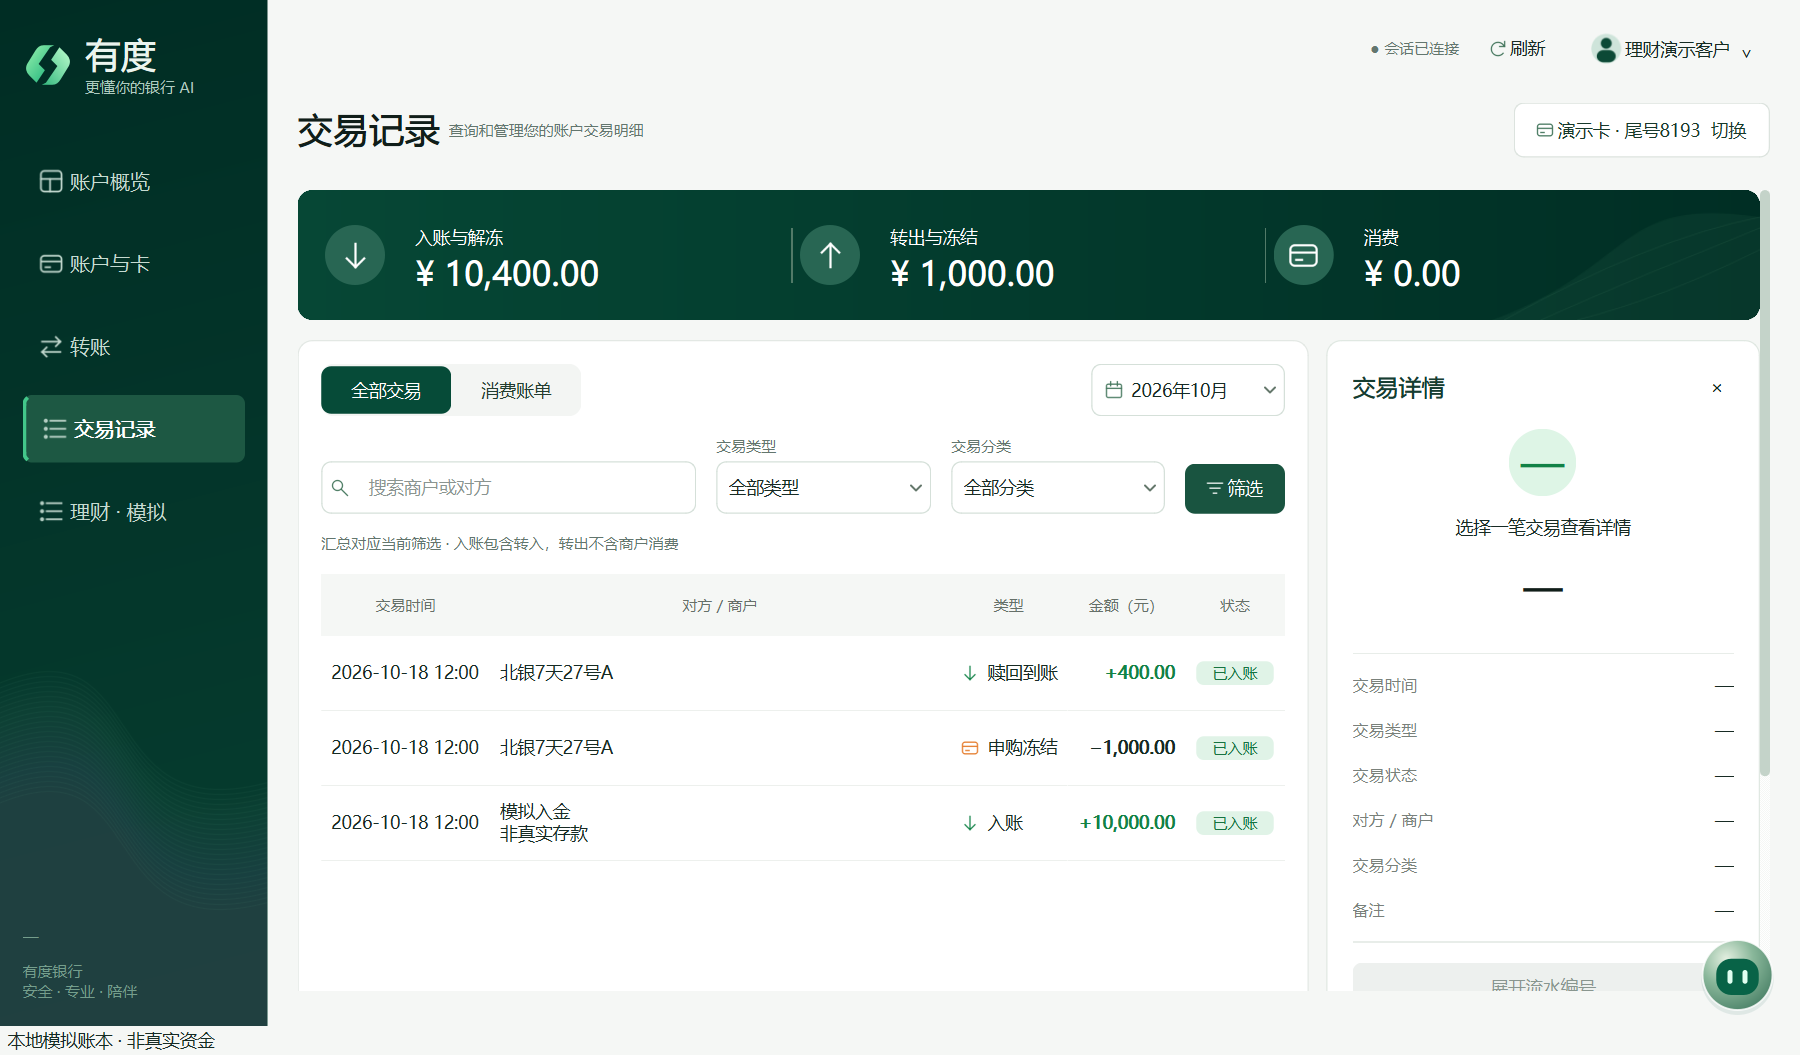 有度
更懂你的银行 AI
账户概览
账户与卡
转账
交易记录
理财 · 模拟
有度银行
安全 · 专业 · 陪伴
本地模拟账本 · 非真实资金
会话已连接
刷新
理财演示客户
交易记录 查询和管理您的账户交易明细
演示卡 · 尾号8193 切换
入账与解冻
¥ 10,400.00
转出与冻结
¥ 1,000.00
消费
¥ 0.00
全部交易
消费账单
2026年10月
交易类型
交易分类
搜索商户或对方
全部类型
全部分类
筛选
汇总对应当前筛选 · 入账包含转入，转出不含商户消费
交易时间 对方 / 商户 类型 金额（元） 状态
2026-10-18 12:00 北银7天27号A 赎回到账 +400.00 已入账
2026-10-18 12:00 北银7天27号A 申购冻结 −1,000.00 已入账
2026-10-18 12:00 模拟入金 入账 +10,000.00 已入账
非真实存款
交易详情 ×
—
选择一笔交易查看详情
—
交易时间 —
交易类型 —
交易状态 —
对方 / 商户 —
交易分类 —
备注 —
展开流水编号